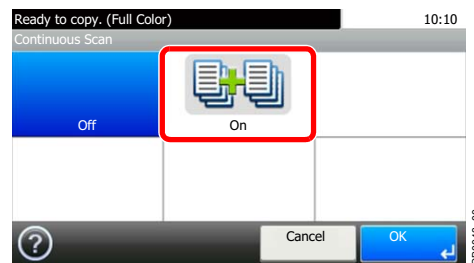 Ready to copy. (Full Color) 10:10
Continuous Scan
Off On
Cancel OK